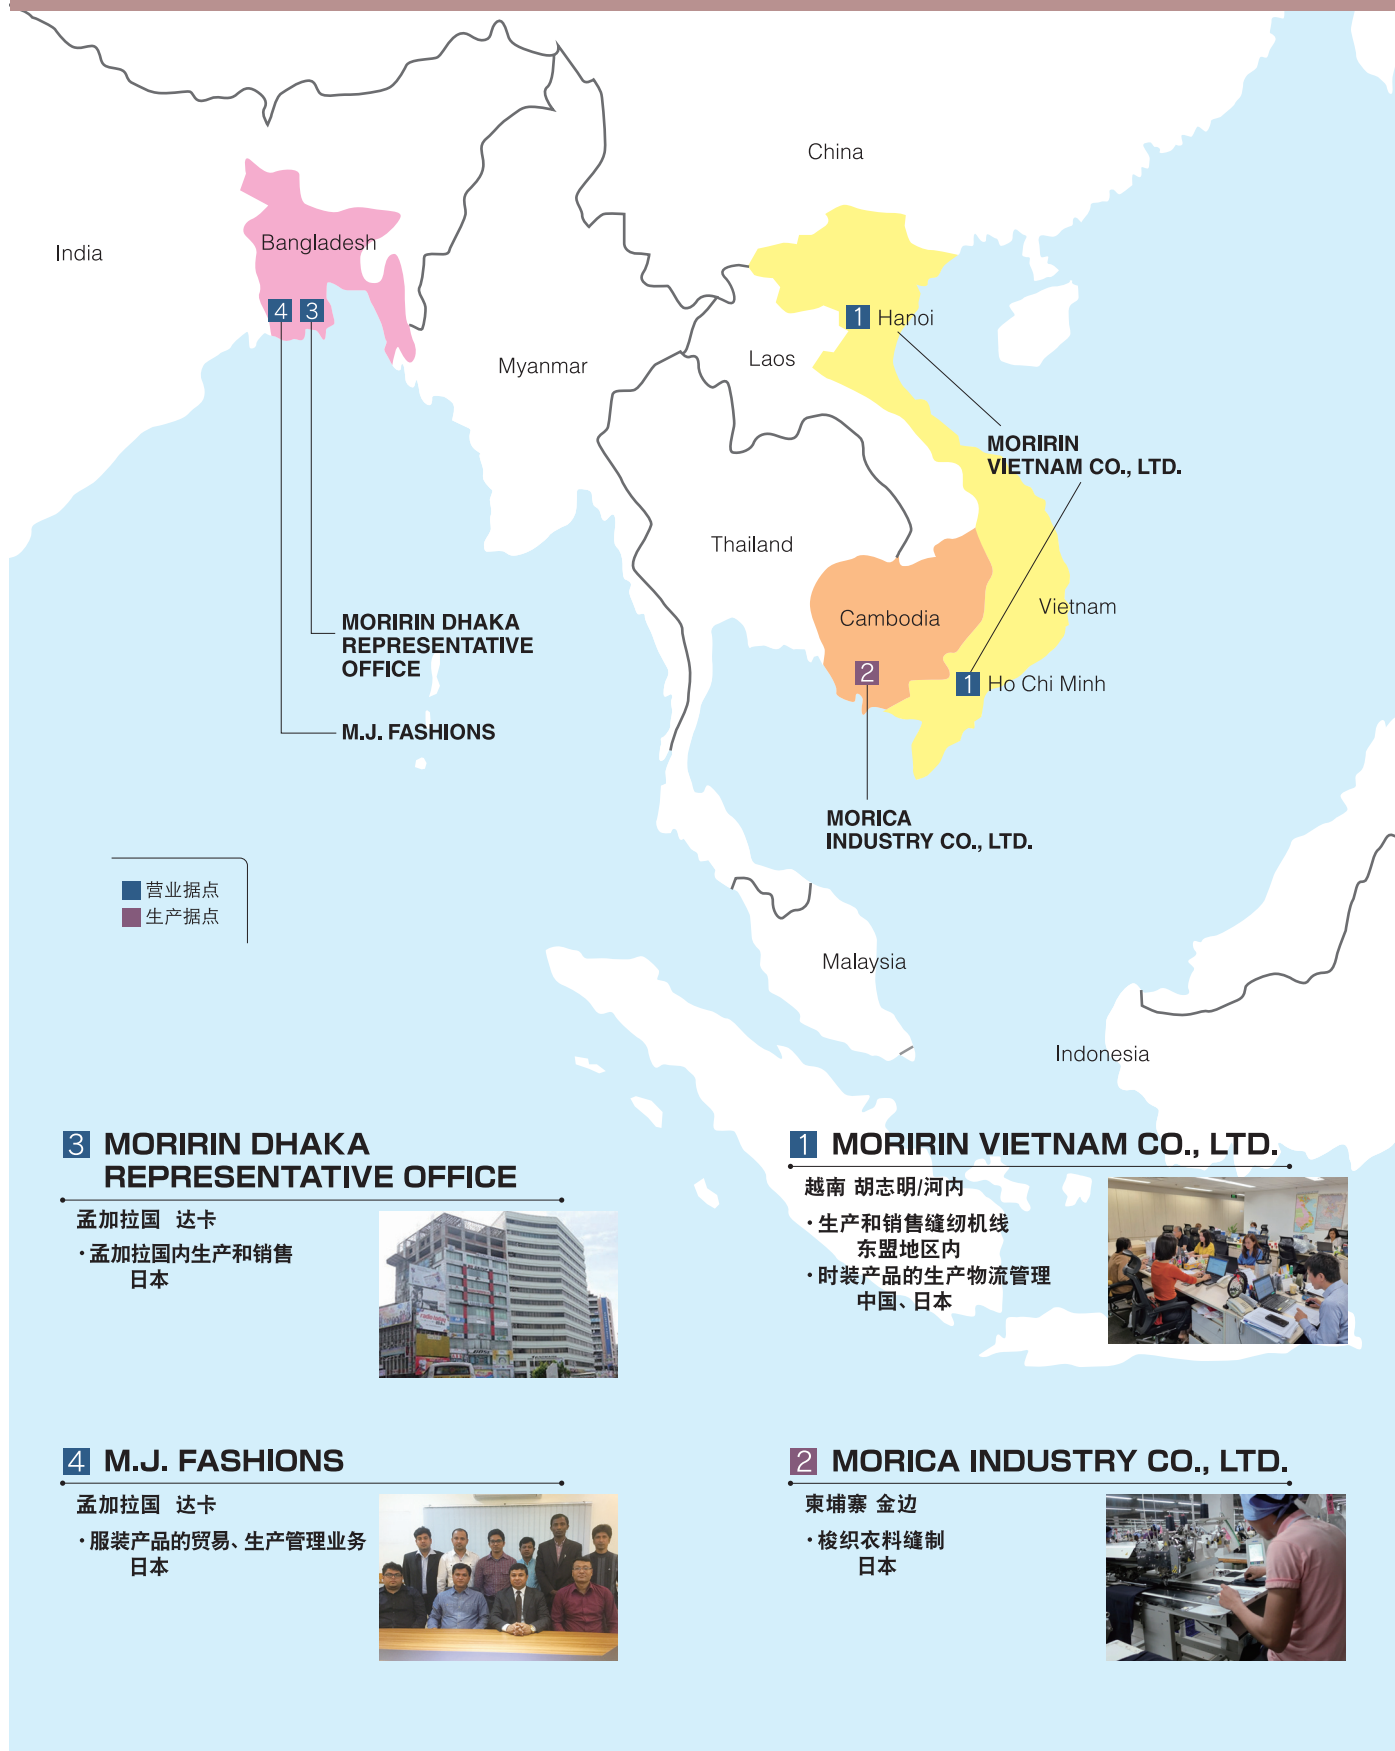 China
India
Bangladesh
4
3
1
Hanoi
Myanmar
Laos
MORIRIN
VIETNAM CO., LTD.
Thailand
Cambodia
Vietnam
MORIRIN DHAKA
REPRESENTATIVE
OFFICE
2
1
Ho Chi Minh
M.J. FASHIONS
MORICA
INDUSTRY CO., LTD.
营业据点
生产据点
Malaysia
Indonesia
3 MORIRIN DHAKA
REPRESENTATIVE OFFICE
孟加拉国 达卡
・孟加拉国内生产和销售
日本
1 MORIRIN VIETNAM CO., LTD.
越南 胡志明/河内
・生产和销售缝纫机线
东盟地区内
・时装产品的生产物流管理
中国、日本
4 M.J. FASHIONS
孟加拉国 达卡
・服装产品的贸易、生产管理业务
日本
2 MORICA INDUSTRY CO., LTD.
柬埔寨 金边
・梭织衣料缝制
日本